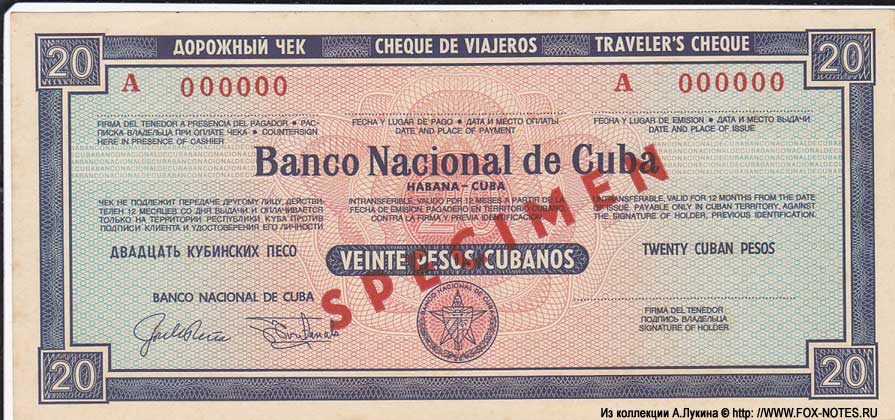 20 ДОРОЖНЫЙ ЧЕК CHEQUE DE VIAJEROS TRAVELER'S CHEQUE 20
A 000000 A 000000
FIRMA DEL TENEDOR A PRESENCIA DEL PAGADOR • РАС-
ПИСКА ВЛАДЕЛЬЦА ПРИ ОПЛАТЕ ЧЕКА • COUNTERSIGN
HERE IN PRESENCE OF CASHIER
FECHA Y LUGAR DE PAGO • ДАТА И МЕСТО ОПЛАТЫ
DATE AND PLACE OF PAYMENT
FECHA Y LUGAR DE EMISION • ДАТА И МЕСТО ВЫДАЧИ
DATE AND PLACE OF ISSUE
Banco Nacional de Cuba
HABANA - CUBA
ЧЕК НЕ ПОДЛЕЖИТ ПЕРЕДАЧЕ ДРУГОМУ ЛИЦУ, ДЕЙСТВИ-
ТЕЛЕН 12 МЕСЯЦЕВ СО ДНЯ ВЫДАЧИ И ОПЛАЧИВАЕТСЯ
ТОЛЬКО НА ТЕРРИТОРИИ РЕСПУБЛИКИ КУБА ПРОТИВ
ПОДПИСИ КЛИЕНТА И УДОСТОВЕРЕНИЯ ЕГО ЛИЧНОСТИ
INTRANSFERIBLE, VALIDO POR 12 MESES A PARTIR DE LA
FECHA DE EMISION, PAGADERO EN TERRITORIO CUBANO
CONTRA LA FIRMA Y PREVIA IDENTIFICACION
UNTRANSFERABLE, VALID FOR 12 MONTHS FROM THE DATE
OF ISSUE, PAYABLE ONLY IN CUBAN TERRITORY, AGAINST
THE SIGNATURE OF HOLDER, PREVIOUS IDENTIFICATION.
SPECIMEN
ДВАДЦАТЬ КУБИНСКИХ ПЕСО
VEINTE PESOS CUBANOS
TWENTY CUBAN PESOS
BANCO NACIONAL DE CUBA
BANCO NACIONAL DE CUBA
FIRMA DEL TENEDOR
ПОДПИСЬ ВЛАДЕЛЬЦА
SIGNATURE OF HOLDER
20 20
Из коллекции А.Лукина © http: //WWW.FOX-NOTES.RU